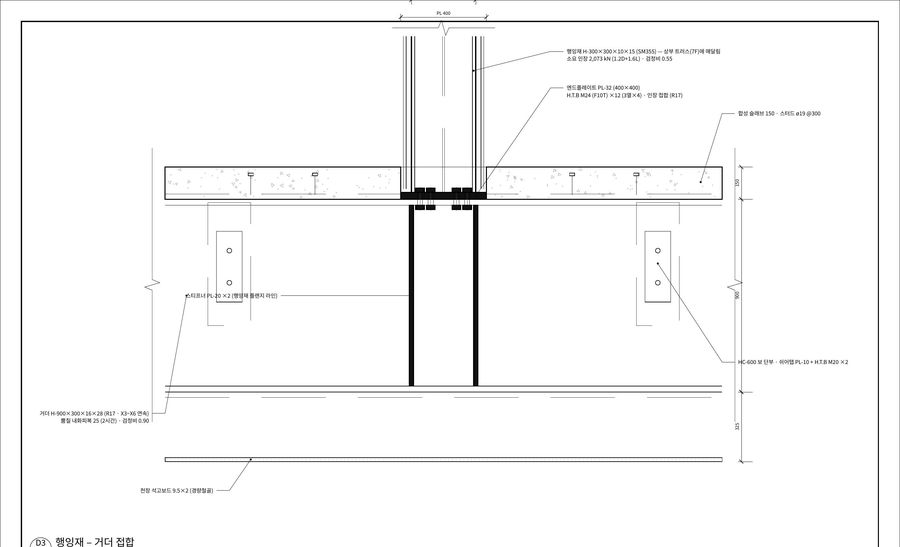 PL 400
행잉재 H-300×300×10×15 (SM355) — 상부 트러스(7F)에 매달림
소요 인장 2,073 kN (1.2D+1.6L) · 검정비 0.55
엔드플레이트 PL-32 (400×400)
H.T.B M24 (F10T) ×12 (3열×4) · 인장 접합 (R17)
합성 슬래브 150 · 스터드 ø19 @300
150
스티프너 PL-20 ×2 (행잉재 플랜지 라인)
900
HC-600 보 단부 · 쉬어탭 PL-10 + H.T.B M20 ×2
거더 H-900×300×16×28 (R17 · X3~X6 연속)
뿜칠 내화피복 25 (2시간) · 검정비 0.90
325
천장 석고보드 9.5×2 (경량철골)
D3 행잉재 – 거더 접합